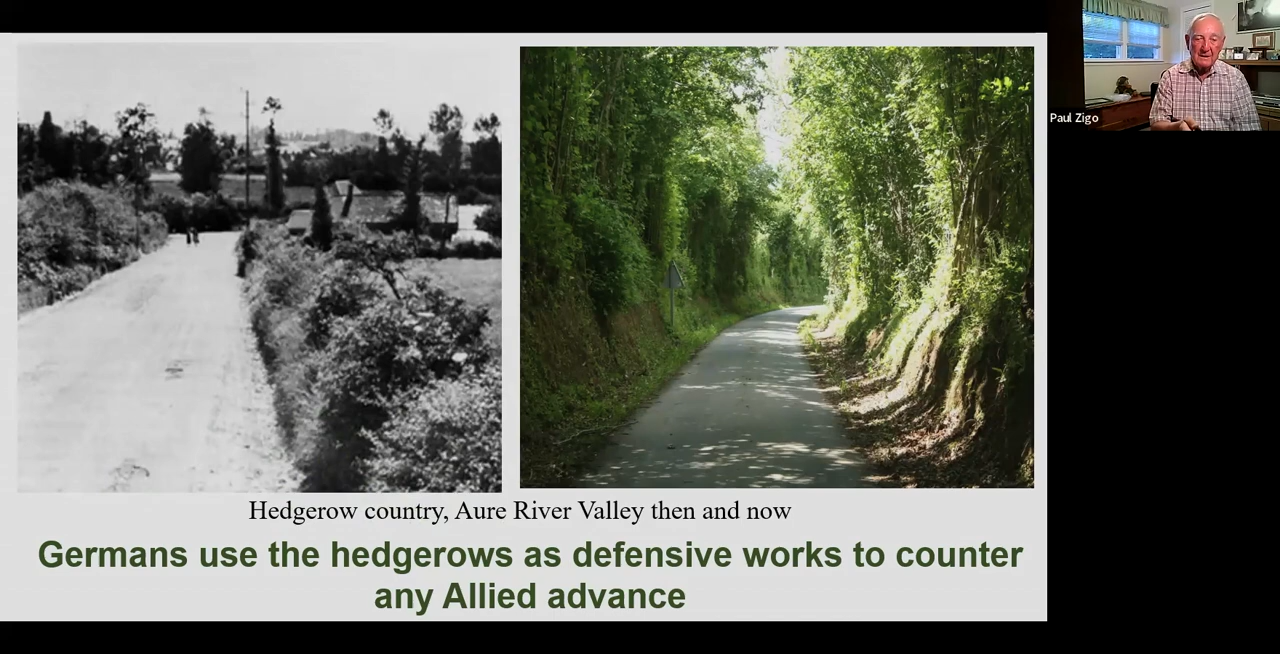 Paul Zigo
Hedgerow country, Aure River Valley then and now
Germans use the hedgerows as defensive works to counter
any Allied advance